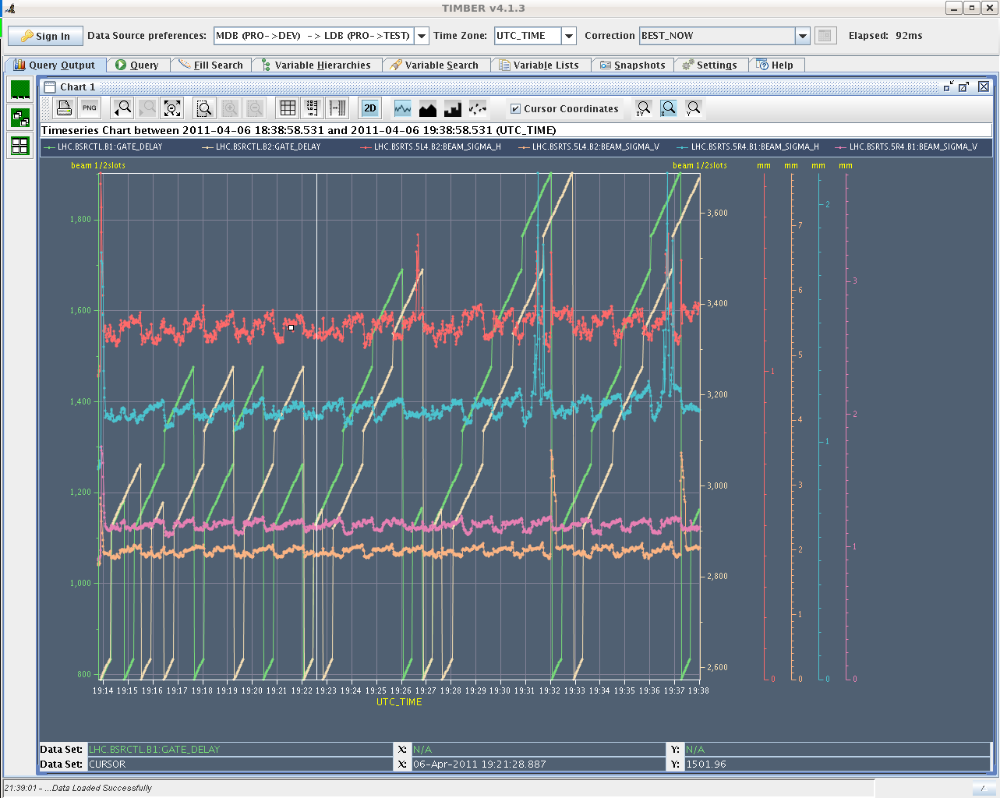 TIMBER v4.1.3
Sign In Data Source preferences: MDB (PRO->DEV) -> LDB (PRO->TEST) Time Zone: UTC_TIME Correction BEST_NOW Elapsed: 92ms
Query Output Query Fill Search Variable Hierarchies Variable Search Variable Lists Snapshots Settings Help
Chart 1
PNG 2D Cursor Coordinates XY X Y
Timeseries Chart between 2011-04-06 18:38:58.531 and 2011-04-06 19:38:58.531 (UTC_TIME)
LHC.BSRCTL.B1:GATE_DELAY LHC.BSRCTL.B2:GATE_DELAY LHC.BSRTS.5L4.B2:BEAM_SIGMA_H LHC.BSRTS.5L4.B2:BEAM_SIGMA_V LHC.BSRTS.5R4.B1:BEAM_SIGMA_H LHC.BSRTS.5R4.B1:BEAM_SIGMA_V
beam 1/2slots beam 1/2slots mm mm mm mm
2
3,600
1,800
7
6 3
1,600 3,400
1 5
1,400 3,200
4 2
1
1,200 3,000
3
2 1
1,000 2,800
1
800 2,600
0 0 0 0
19:14 19:15 19:16 19:17 19:18 19:19 19:20 19:21 19:22 19:23 19:24 19:25 19:26 19:27 19:28 19:29 19:30 19:31 19:32 19:33 19:34 19:35 19:36 19:37 19:38
UTC_TIME
Data Set: LHC.BSRCTL.B1:GATE_DELAY X: N/A Y: N/A
Data Set: CURSOR X: 06-Apr-2011 19:21:28.887 Y: 1501.96
21:39:01 - ...Data Loaded Successfully